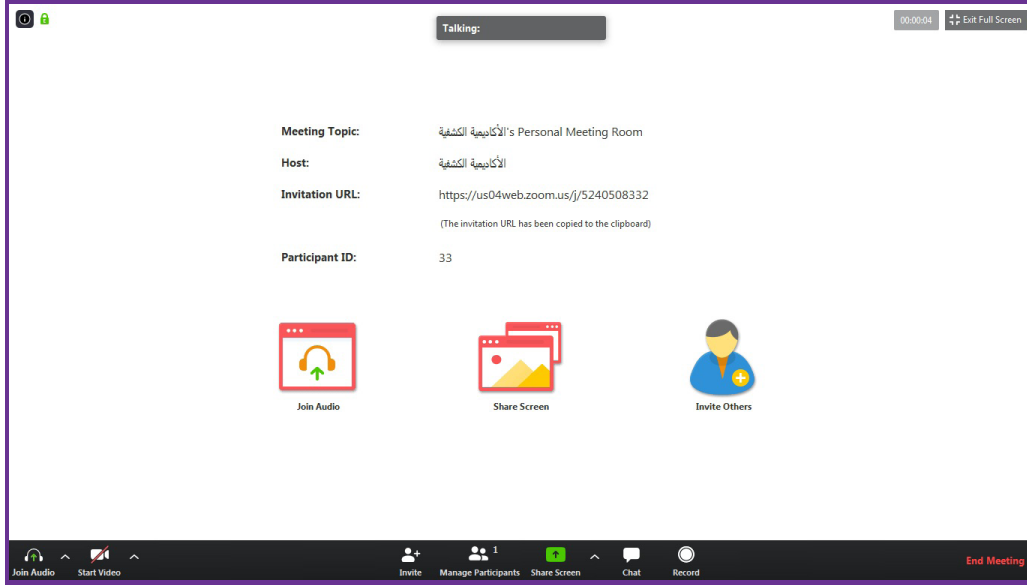 Talking:
00:00:04
Exit Full Screen
Meeting Topic: الأكاديمية الكشفية's Personal Meeting Room
Host: الأكاديمية الكشفية
Invitation URL: https://us04web.zoom.us/j/5240508332
(The invitation URL has been copied to the clipboard)
Participant ID: 33
Join Audio
Share Screen
Invite Others
Join Audio
Start Video
Invite
1
Manage Participants
Share Screen
Chat
Record
End Meeting